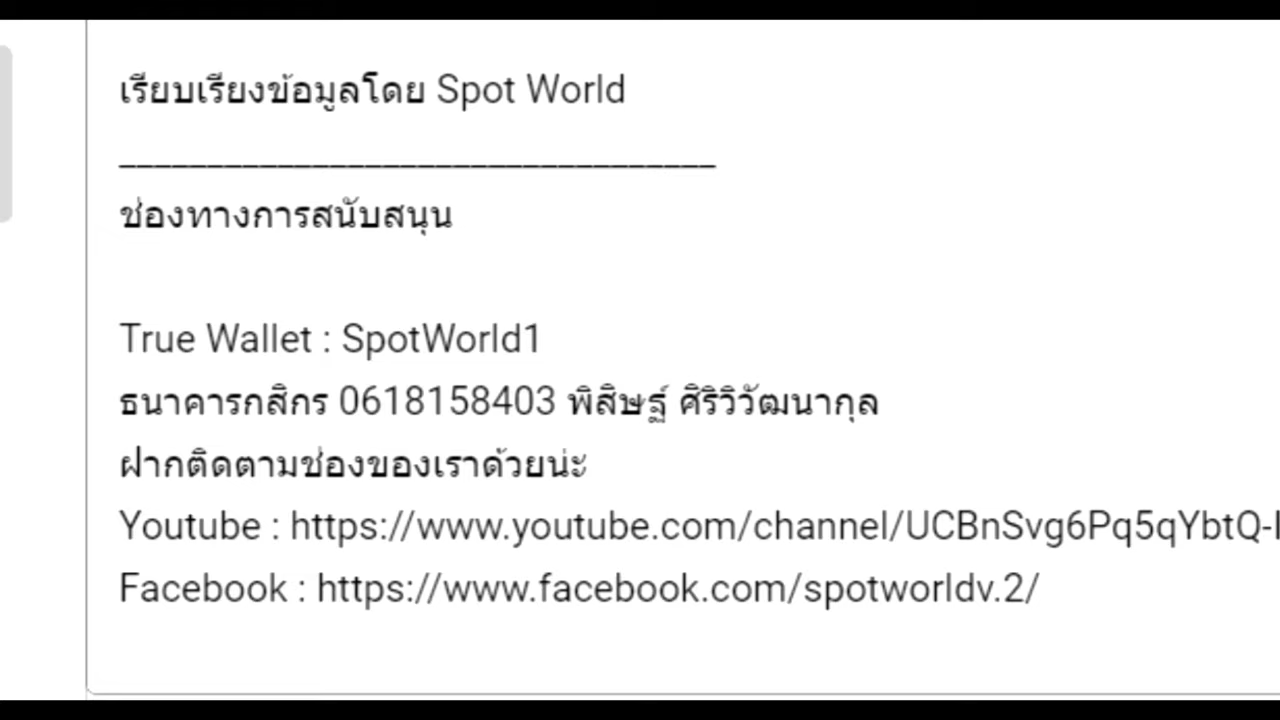 เรียบเรียงข้อมูลโดย Spot World
__________________________________
ช่องทางการสนับสนุน
True Wallet : SpotWorld1
ธนาคารกสิกร 0618158403 พิสิษฐ์ ศิริวิวัฒนากุล
ฝากติดตามช่องของเราด้วยน่ะ
Youtube : https://www.youtube.com/channel/UCBnSvg6Pq5qYbtQ-
Facebook : https://www.facebook.com/spotworldv.2/